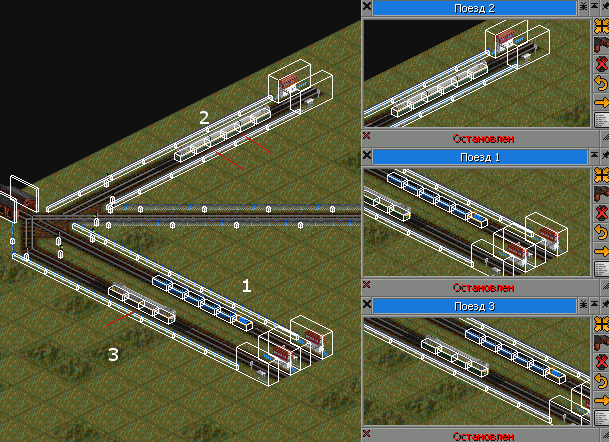 Поезд 2
Остановлен
Поезд 1
Остановлен
Поезд 3
Остановлен
2
1
3